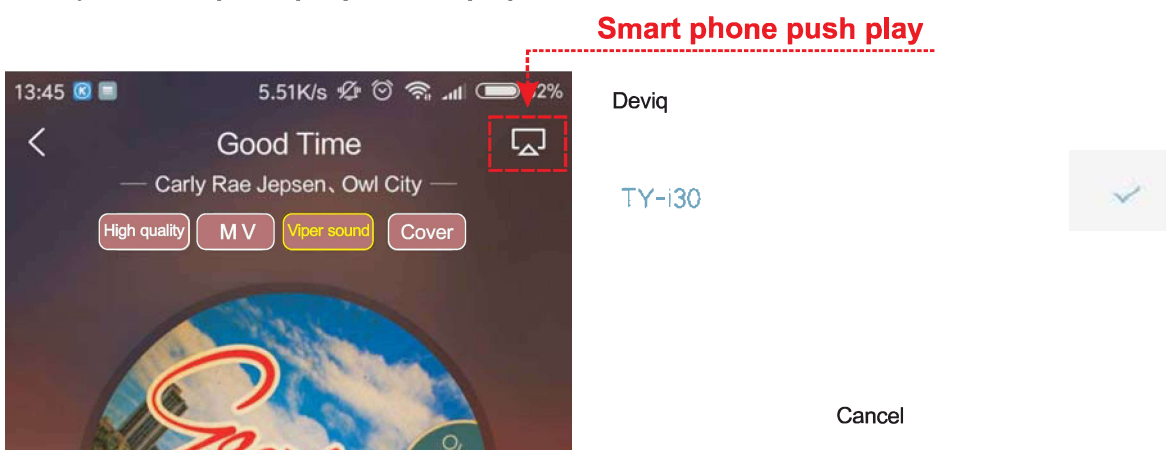 Smart phone push play
13:45
5.51K/s
Good Time
— Carly Rae Jepsen、Owl City —
High quality
M V
Viper sound
Cover
Deviq
TY-i30
Cancel